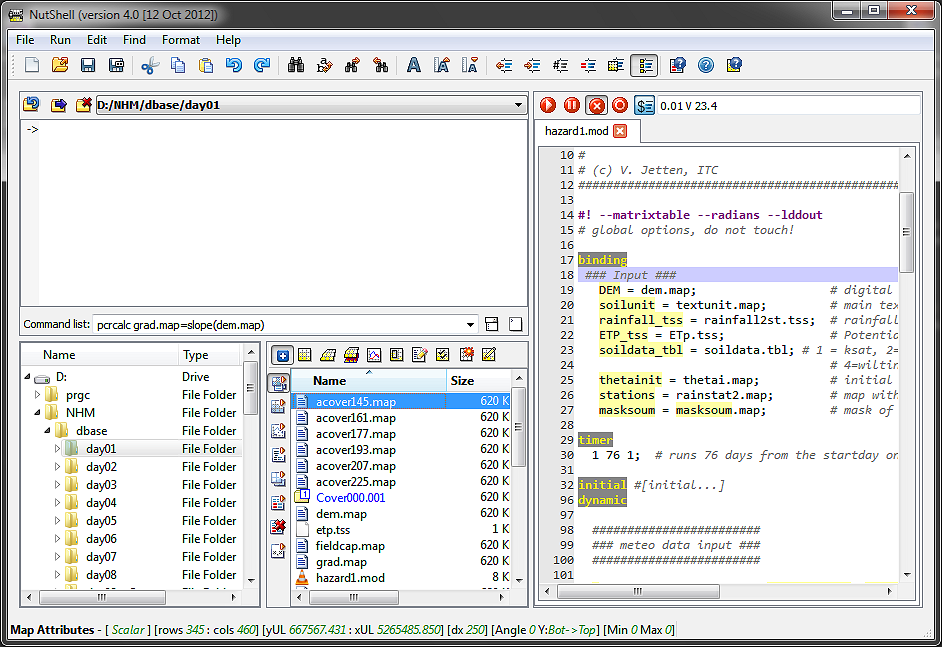 NutShell (version 4.0 [12 Oct 2012])
File Run Edit Find Format Help
D:/NHM/dbase/day01
->
Command list: pcrcalc grad.map=slope(dem.map)
Name Type
D: Drive
prgc File Folder
NHM File Folder
dbase File Folder
day01 File Folder
day02 File Folder
day03 File Folder
day04 File Folder
day05 File Folder
day06 File Folder
day07 File Folder
day08 File Folder
Name Size
acover145.map 620 K
acover161.map 620 K
acover177.map 620 K
acover193.map 620 K
acover207.map 620 K
acover225.map 620 K
Cover000.001 620 K
dem.map 620 K
etp.tss 1 K
fieldcap.map 620 K
grad.map 620 K
hazard1.mod 8 K
0.01 V 23.4
hazard1.mod
10 #
11 # (c) V. Jetten, ITC
12 ################################################
13
14 #! --matrixtable --radians --lddout
15 # global options, do not touch!
16
17 binding
18 ### Input ###
19 DEM = dem.map; # digital
20 soilunit = textunit.map; # main tex
21 rainfall_tss = rainfall2st.tss; # rainfal
22 ETP_tss = ETp.tss; # Potentia
23 soildata_tbl = soildata.tbl; # 1 = ksat, 2=
24 # 4=wiltin
25 thetainit = thetai.map; # initial
26 stations = rainstat2.map; # map with
27 masksoum = masksoum.map; # mask of
28
29 timer
30 1 76 1; # runs 76 days from the startday on
31
32 initial #[initial...]
96 dynamic
97
98 ########################
99 ### meteo data input ###
100 ########################
101
Map Attributes - [ Scalar ] [rows 345 : cols 460] [yUL 667567.431 : xUL 5265485.850] [dx 250] [Angle 0 Y:Bot->Top] [Min 0 Max 0]